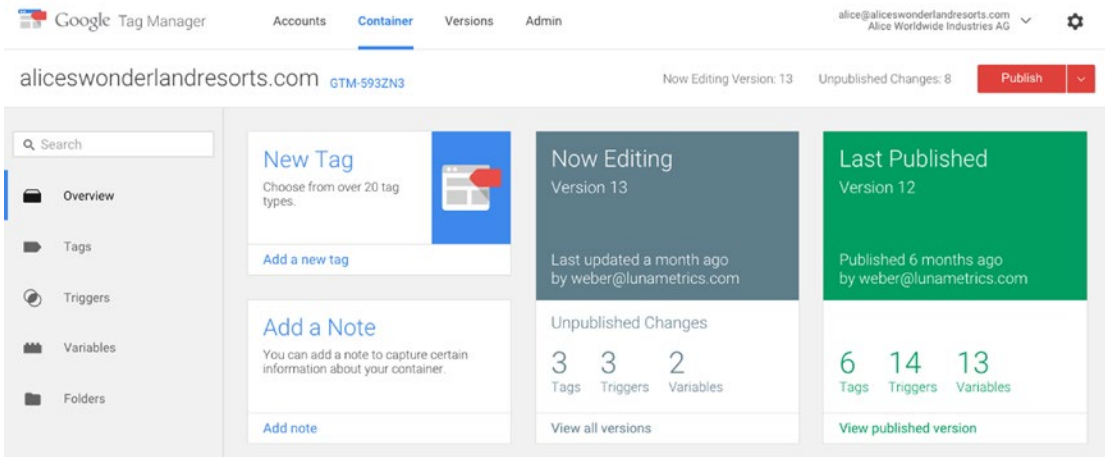 Google Tag Manager
Accounts
Container
Versions
Admin
alice@aliceswonderlandresorts.com
Alice Worldwide Industries AG
aliceswonderlandresorts.com GTM-593ZN3
Now Editing Version: 13
Unpublished Changes: 8
Publish
Search
Overview
Tags
Triggers
Variables
Folders
New Tag
Choose from over 20 tag
types.
Add a new tag
Add a Note
You can add a note to capture certain
information about your container.
Add note
Now Editing
Version 13
Last updated a month ago
by weber@lunametrics.com
Unpublished Changes
3 3 2
Tags Triggers Variables
View all versions
Last Published
Version 12
Published 6 months ago
by weber@lunametrics.com
6 14 13
Tags Triggers Variables
View published version